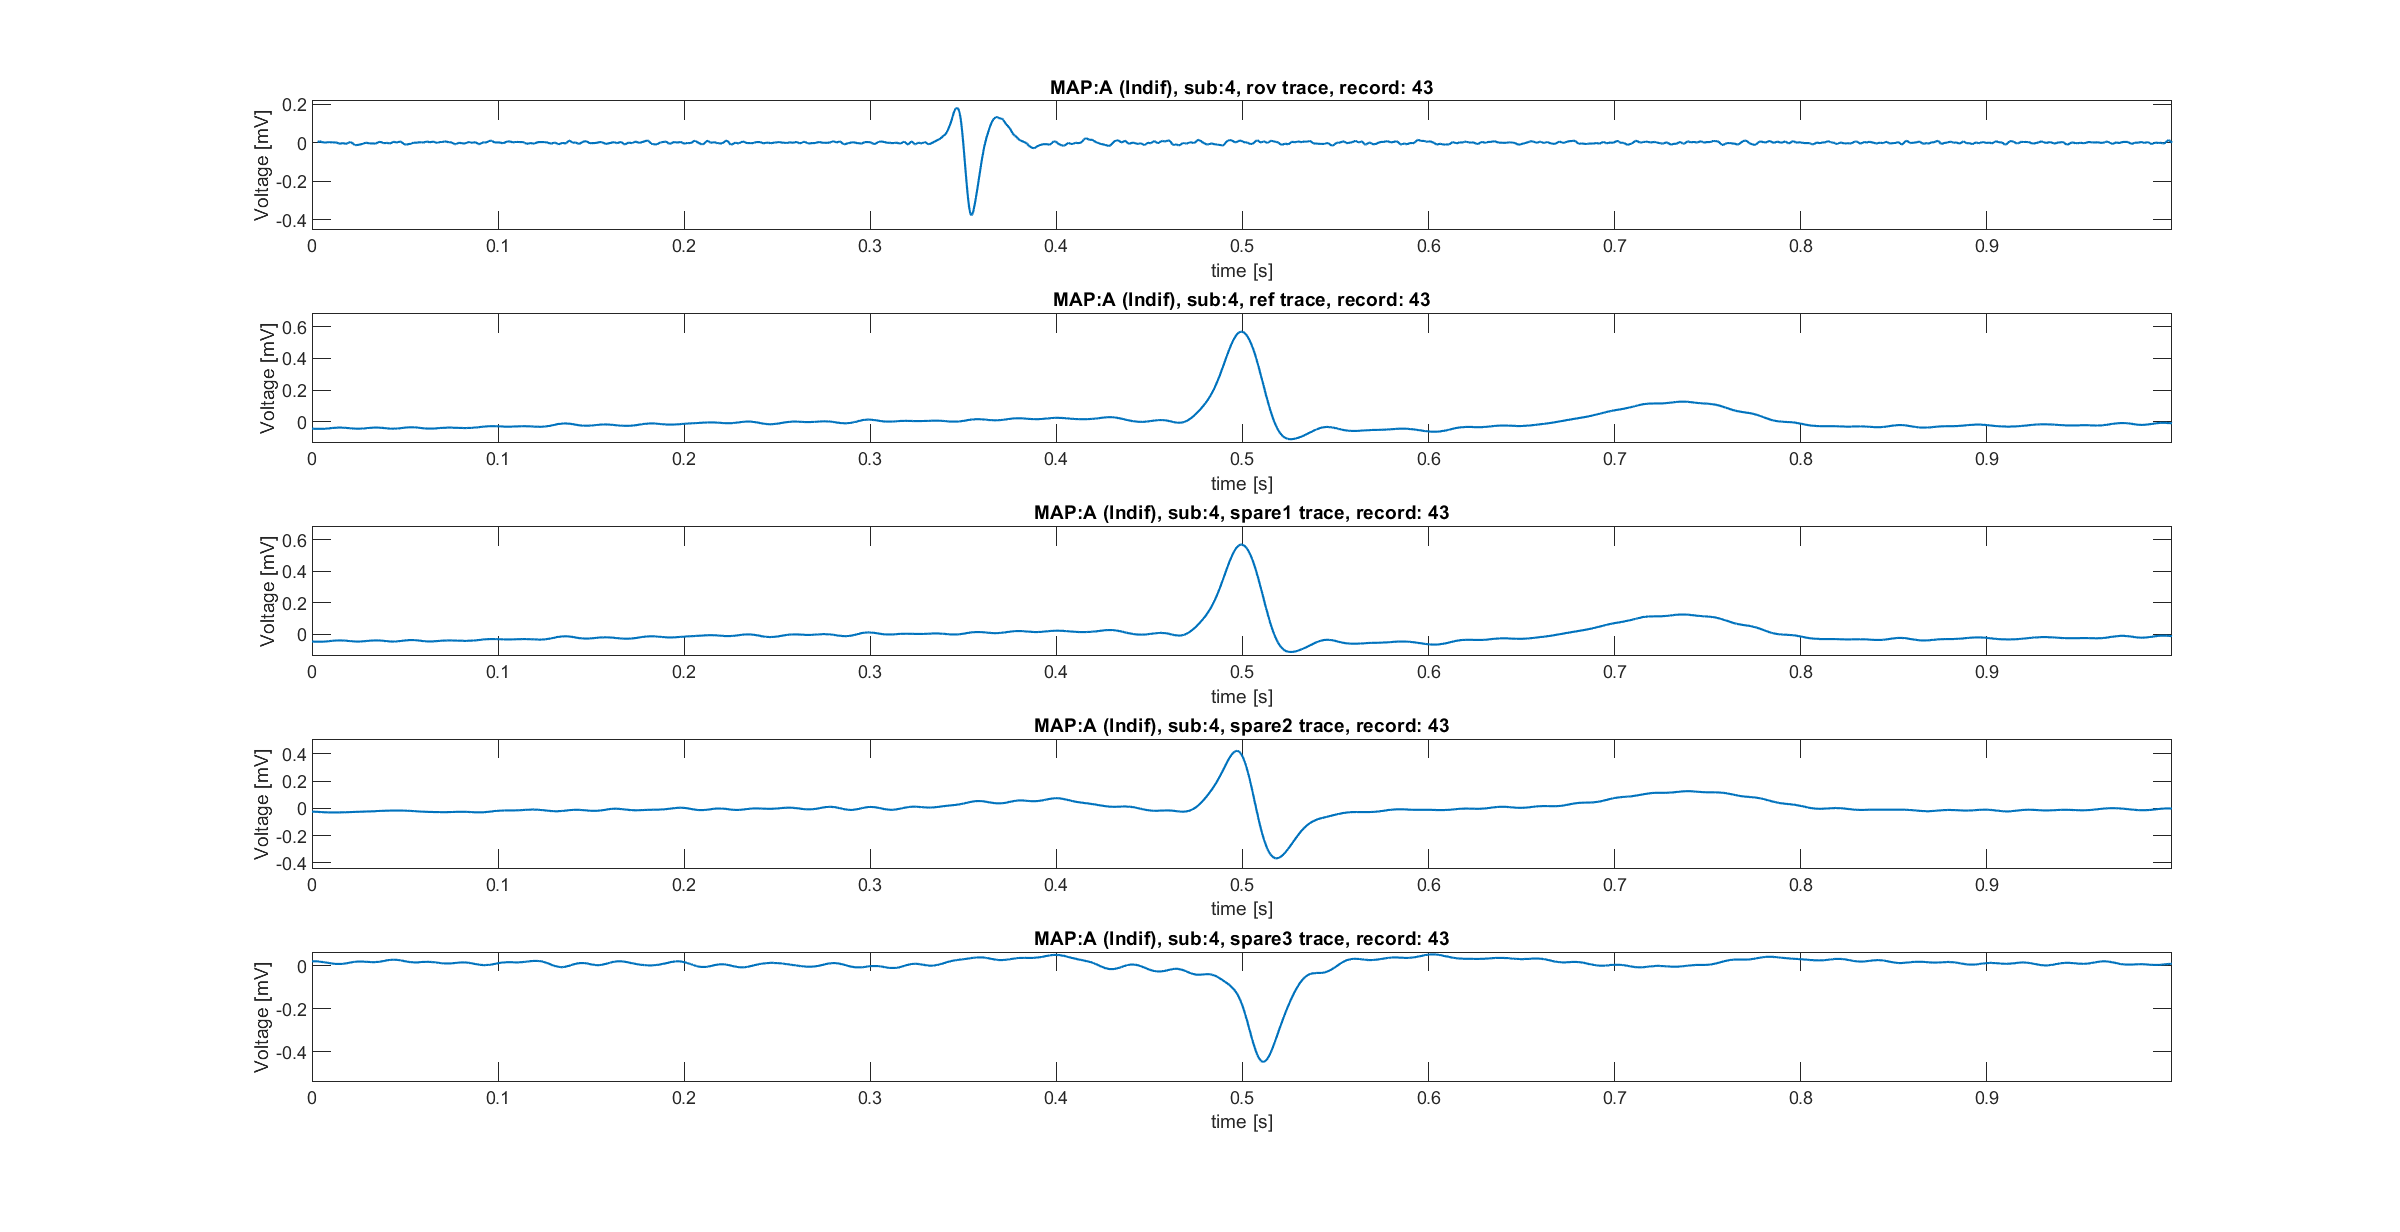 MAP:A (Indif), sub:4, rov trace, record: 43
Voltage [mV]
0.2
0
-0.2
-0.4
0 0.1 0.2 0.3 0.4 0.5 0.6 0.7 0.8 0.9
time [s]
MAP:A (Indif), sub:4, ref trace, record: 43
Voltage [mV]
0.6
0.4
0.2
0
0 0.1 0.2 0.3 0.4 0.5 0.6 0.7 0.8 0.9
time [s]
MAP:A (Indif), sub:4, spare1 trace, record: 43
Voltage [mV]
0.6
0.4
0.2
0
0 0.1 0.2 0.3 0.4 0.5 0.6 0.7 0.8 0.9
time [s]
MAP:A (Indif), sub:4, spare2 trace, record: 43
Voltage [mV]
0.4
0.2
0
-0.2
-0.4
0 0.1 0.2 0.3 0.4 0.5 0.6 0.7 0.8 0.9
time [s]
MAP:A (Indif), sub:4, spare3 trace, record: 43
Voltage [mV]
0
-0.2
-0.4
0 0.1 0.2 0.3 0.4 0.5 0.6 0.7 0.8 0.9
time [s]